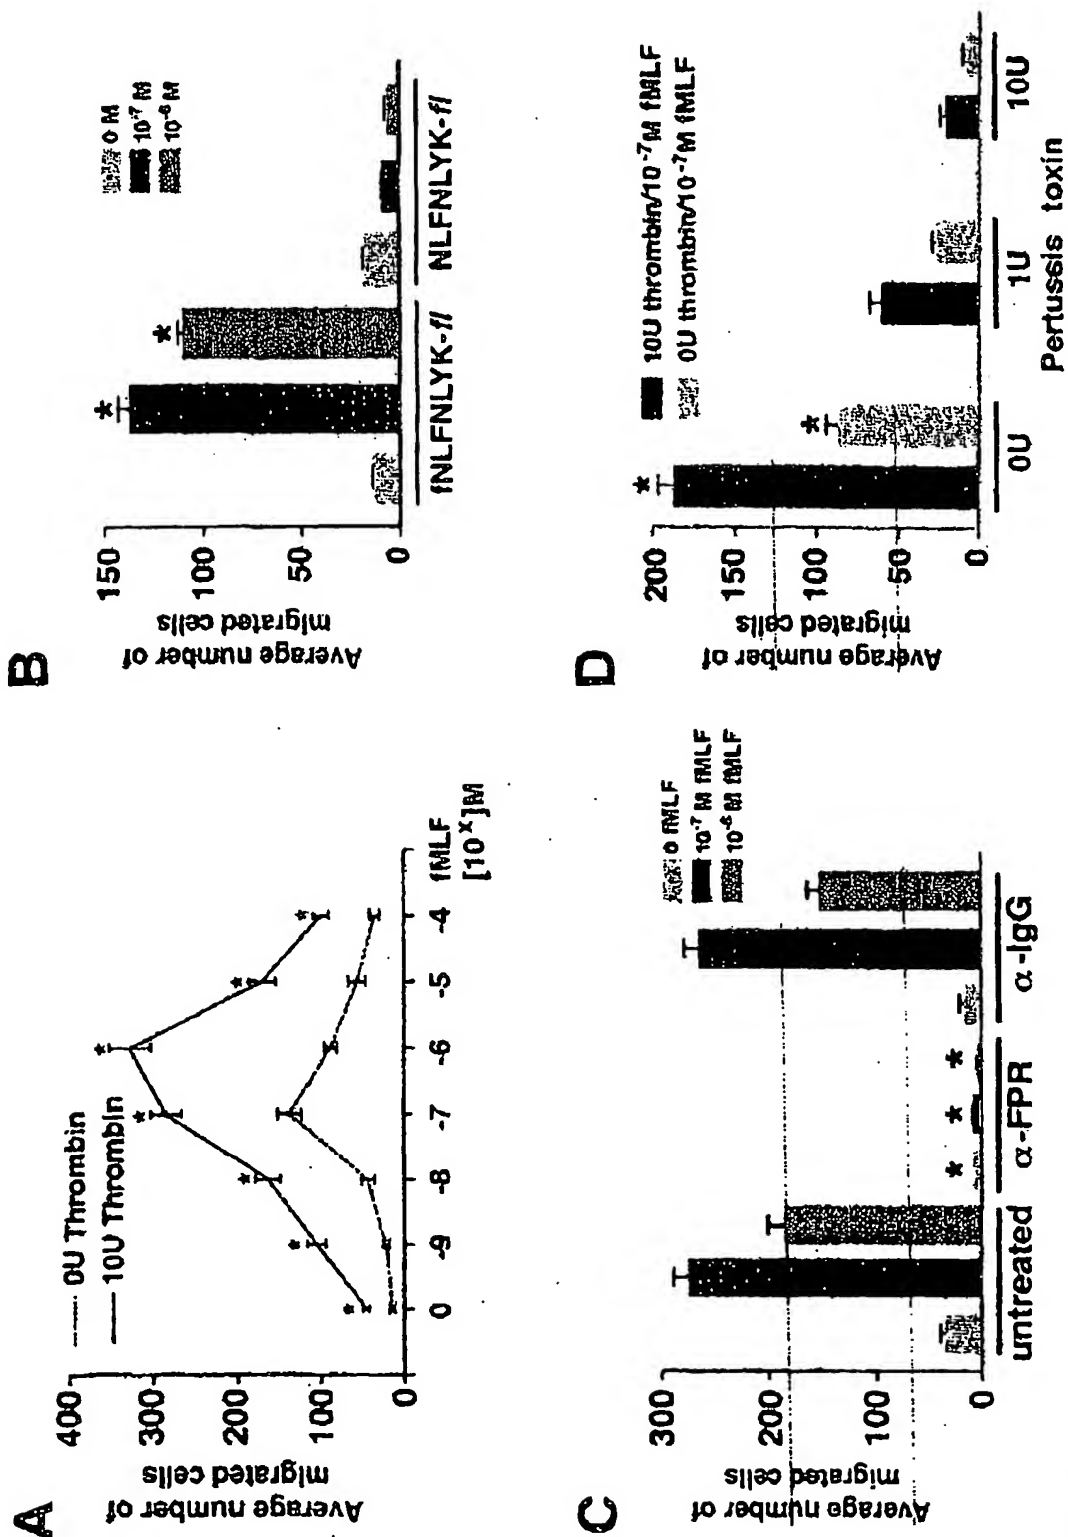 A
Average number of
migrated cells
400
300
200
100
0
0U Thrombin
10U Thrombin
0
-9
-8
-7
-6
-5
-4
fMLF
[10ˣ]M
*
*
*
*
*
*
*
B
Average number of
migrated cells
150
100
50
0
0 M
10⁻⁷ M
10⁻⁶ M
*
*
fNLFNLYK-fl
NLFNLYK-fl
C
Average number of
migrated cells
300
200
100
0
0 fMLF
10⁻⁷ M fMLF
10⁻⁶ M fMLF
*
*
*
untreated
α-FPR
α-IgG
D
Average number of
migrated cells
200
150
100
50
0
10U thrombin/10⁻⁷M fMLF
0U thrombin/10⁻⁷M fMLF
*
*
0U
1U
10U
Pertussis toxin